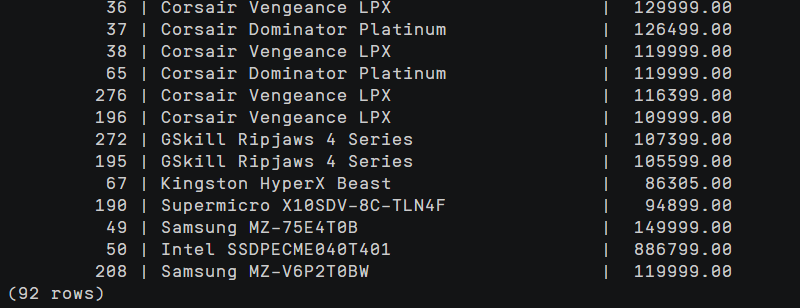 36 | Corsair Vengeance LPX | 129999.00
37 | Corsair Dominator Platinum | 126499.00
38 | Corsair Vengeance LPX | 119999.00
65 | Corsair Dominator Platinum | 119999.00
276 | Corsair Vengeance LPX | 116399.00
196 | Corsair Vengeance LPX | 109999.00
272 | GSkill Ripjaws 4 Series | 107399.00
195 | GSkill Ripjaws 4 Series | 105599.00
67 | Kingston HyperX Beast | 86305.00
190 | Supermicro X10SDV-8C-TLN4F | 94899.00
49 | Samsung MZ-75E4T0B | 149999.00
50 | Intel SSDPECME040T401 | 886799.00
208 | Samsung MZ-V6P2T0BW | 119999.00
(92 rows)